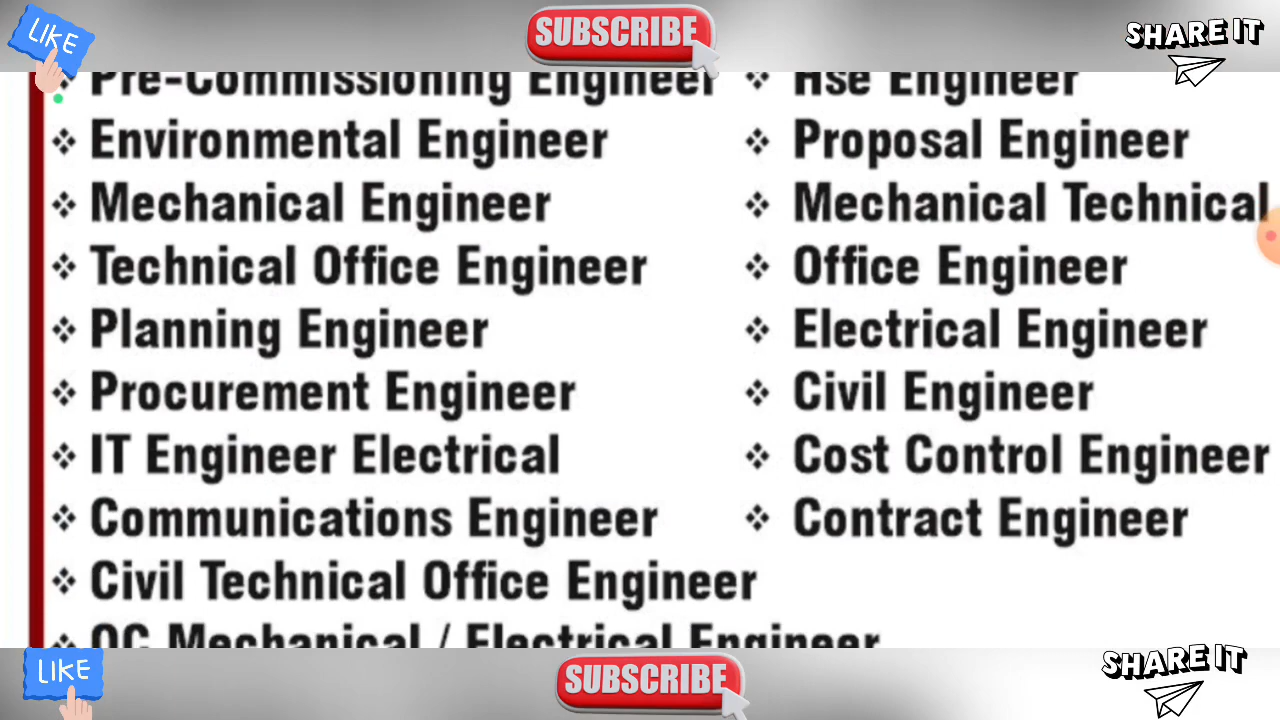 LIKE
SUBSCRIBE
SHARE IT
❖ Pre-Commissioning Engineer
❖ Environmental Engineer
❖ Mechanical Engineer
❖ Technical Office Engineer
❖ Planning Engineer
❖ Procurement Engineer
❖ IT Engineer Electrical
❖ Communications Engineer
❖ Civil Technical Office Engineer
❖ QC Mechanical / Electrical Engineer
❖ Hse Engineer
❖ Proposal Engineer
❖ Mechanical Technical
❖ Office Engineer
❖ Electrical Engineer
❖ Civil Engineer
❖ Cost Control Engineer
❖ Contract Engineer
LIKE
SUBSCRIBE
SHARE IT